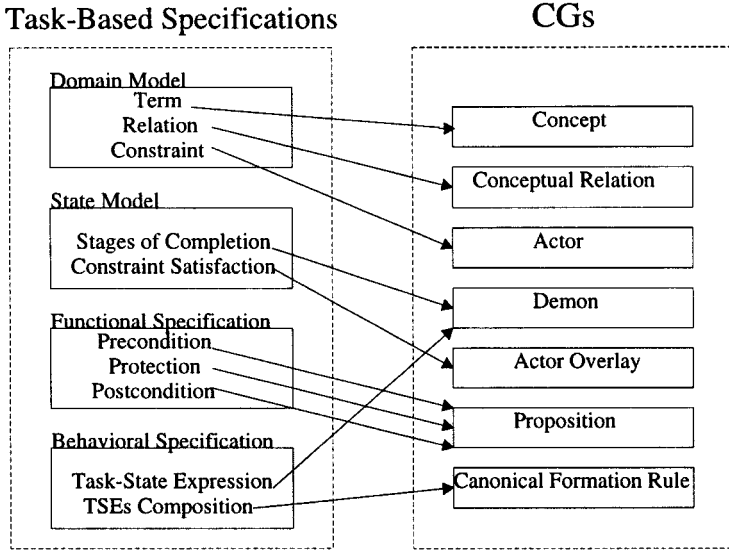 Task-Based Specifications
CGs
Domain Model
Term
Relation
Constraint
State Model
Stages of Completion
Constraint Satisfaction
Functional Specification
Precondition
Protection
Postcondition
Behavioral Specification
Task-State Expression
TSEs Composition
Concept
Conceptual Relation
Actor
Demon
Actor Overlay
Proposition
Canonical Formation Rule